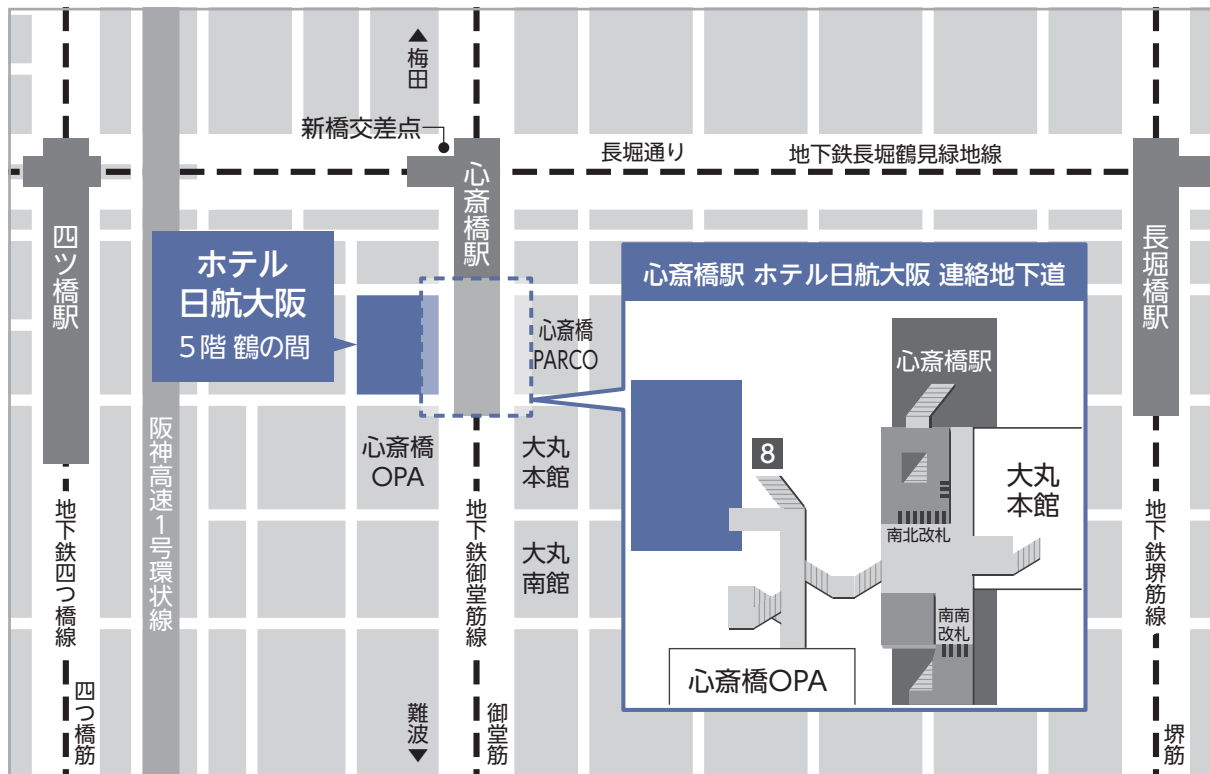 ▲梅田
新橋交差点
長堀通り
地下鉄長堀鶴見緑地線
四ツ橋駅
心斎橋駅
長堀橋駅
ホテル
日航大阪
5階 鶴の間
心斎橋
PARCO
心斎橋
OPA
大丸
本館
大丸
南館
阪神高速1号環状線
地下鉄四つ橋線
四つ橋筋
地下鉄御堂筋線
御堂筋
難波▼
地下鉄堺筋線
堺筋
心斎橋駅 ホテル日航大阪 連絡地下道
心斎橋駅
8
大丸
本館
南北改札
南南
改札
心斎橋OPA